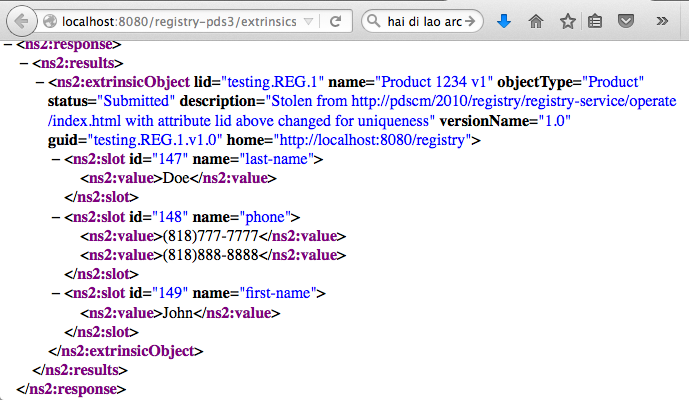 localhost:8080/registry-pds3/extrinsics
hai di lao arc
− <ns2:response>
− <ns2:results>
− <ns2:extrinsicObject lid="testing.REG.1" name="Product 1234 v1" objectType="Product"
status="Submitted" description="Stolen from http://pdscm/2010/registry/registry-service/operate
/index.html with attribute lid above changed for uniqueness" versionName="1.0"
guid="testing.REG.1.v1.0" home="http://localhost:8080/registry">
− <ns2:slot id="147" name="last-name">
<ns2:value>Doe</ns2:value>
</ns2:slot>
− <ns2:slot id="148" name="phone">
<ns2:value>(818)777-7777</ns2:value>
<ns2:value>(818)888-8888</ns2:value>
</ns2:slot>
− <ns2:slot id="149" name="first-name">
<ns2:value>John</ns2:value>
</ns2:slot>
</ns2:extrinsicObject>
</ns2:results>
</ns2:response>